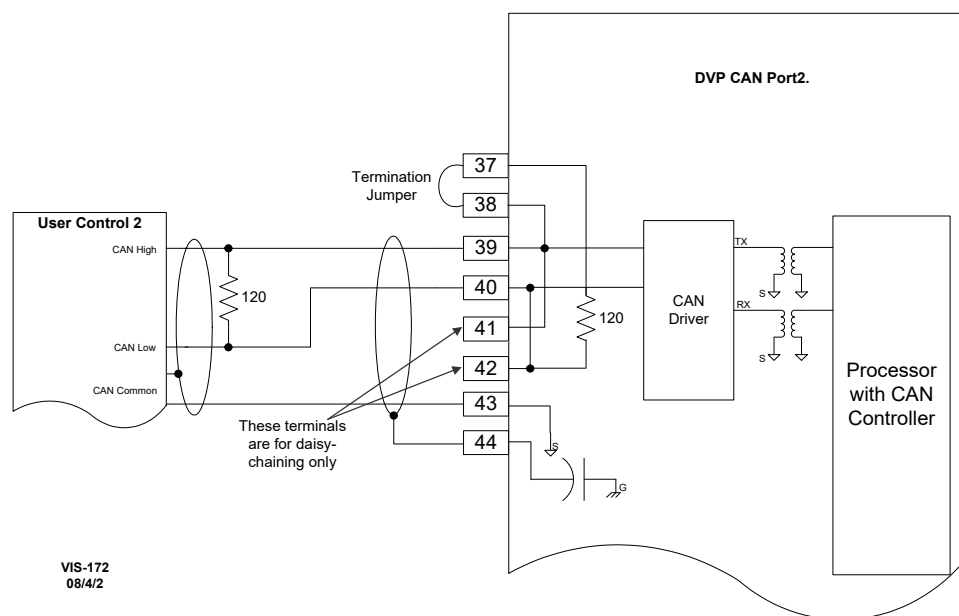 DVP CAN Port2.
Termination
Jumper
37
38
39
40
41
42
43
44
User Control 2
CAN High
120
CAN Low
CAN Common
These terminals
are for daisy-
chaining only
120
CAN
Driver
TX
S
RX
S
Processor
with CAN
Controller
S
G
VIS-172
08/4/2